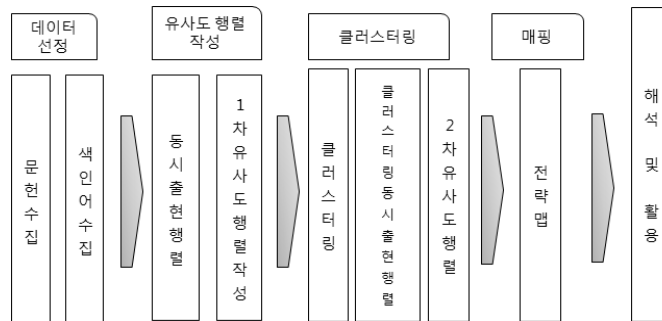 데이터
선정
유사도 행렬
작성
클러스터링
매핑
문헌수집
색인어수집
동시출현행렬
1차유사도행렬작성
클러스터링
클러스터링동시출현행렬
2차유사도행렬
전략맵
해석 및 활용